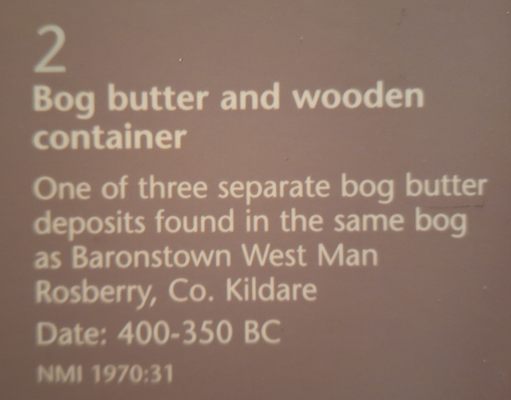 2
Bog butter and wooden
container
One of three separate bog butter
deposits found in the same bog
as Baronstown West Man
Rosberry, Co. Kildare
Date: 400-350 BC
NMI 1970:31